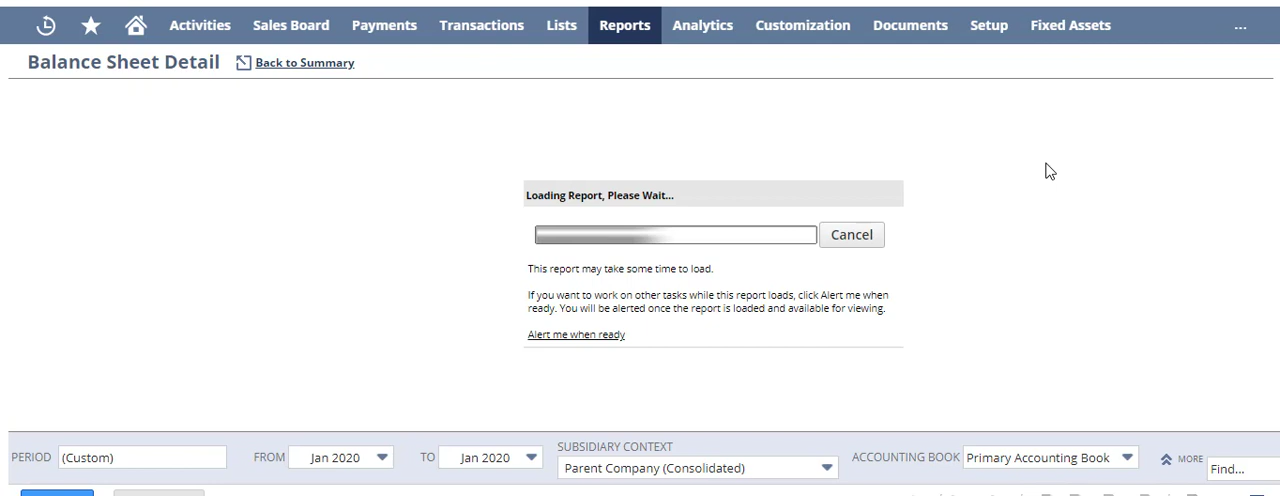 Activities Sales Board Payments Transactions Lists Reports Analytics Customization Documents Setup Fixed Assets ...
Balance Sheet Detail Back to Summary
Loading Report, Please Wait...
Cancel
This report may take some time to load.
If you want to work on other tasks while this report loads, click Alert me when
ready. You will be alerted once the report is loaded and available for viewing.
Alert me when ready
PERIOD (Custom) FROM Jan 2020 TO Jan 2020 SUBSIDIARY CONTEXT
Parent Company (Consolidated) ACCOUNTING BOOK Primary Accounting Book MORE Find...